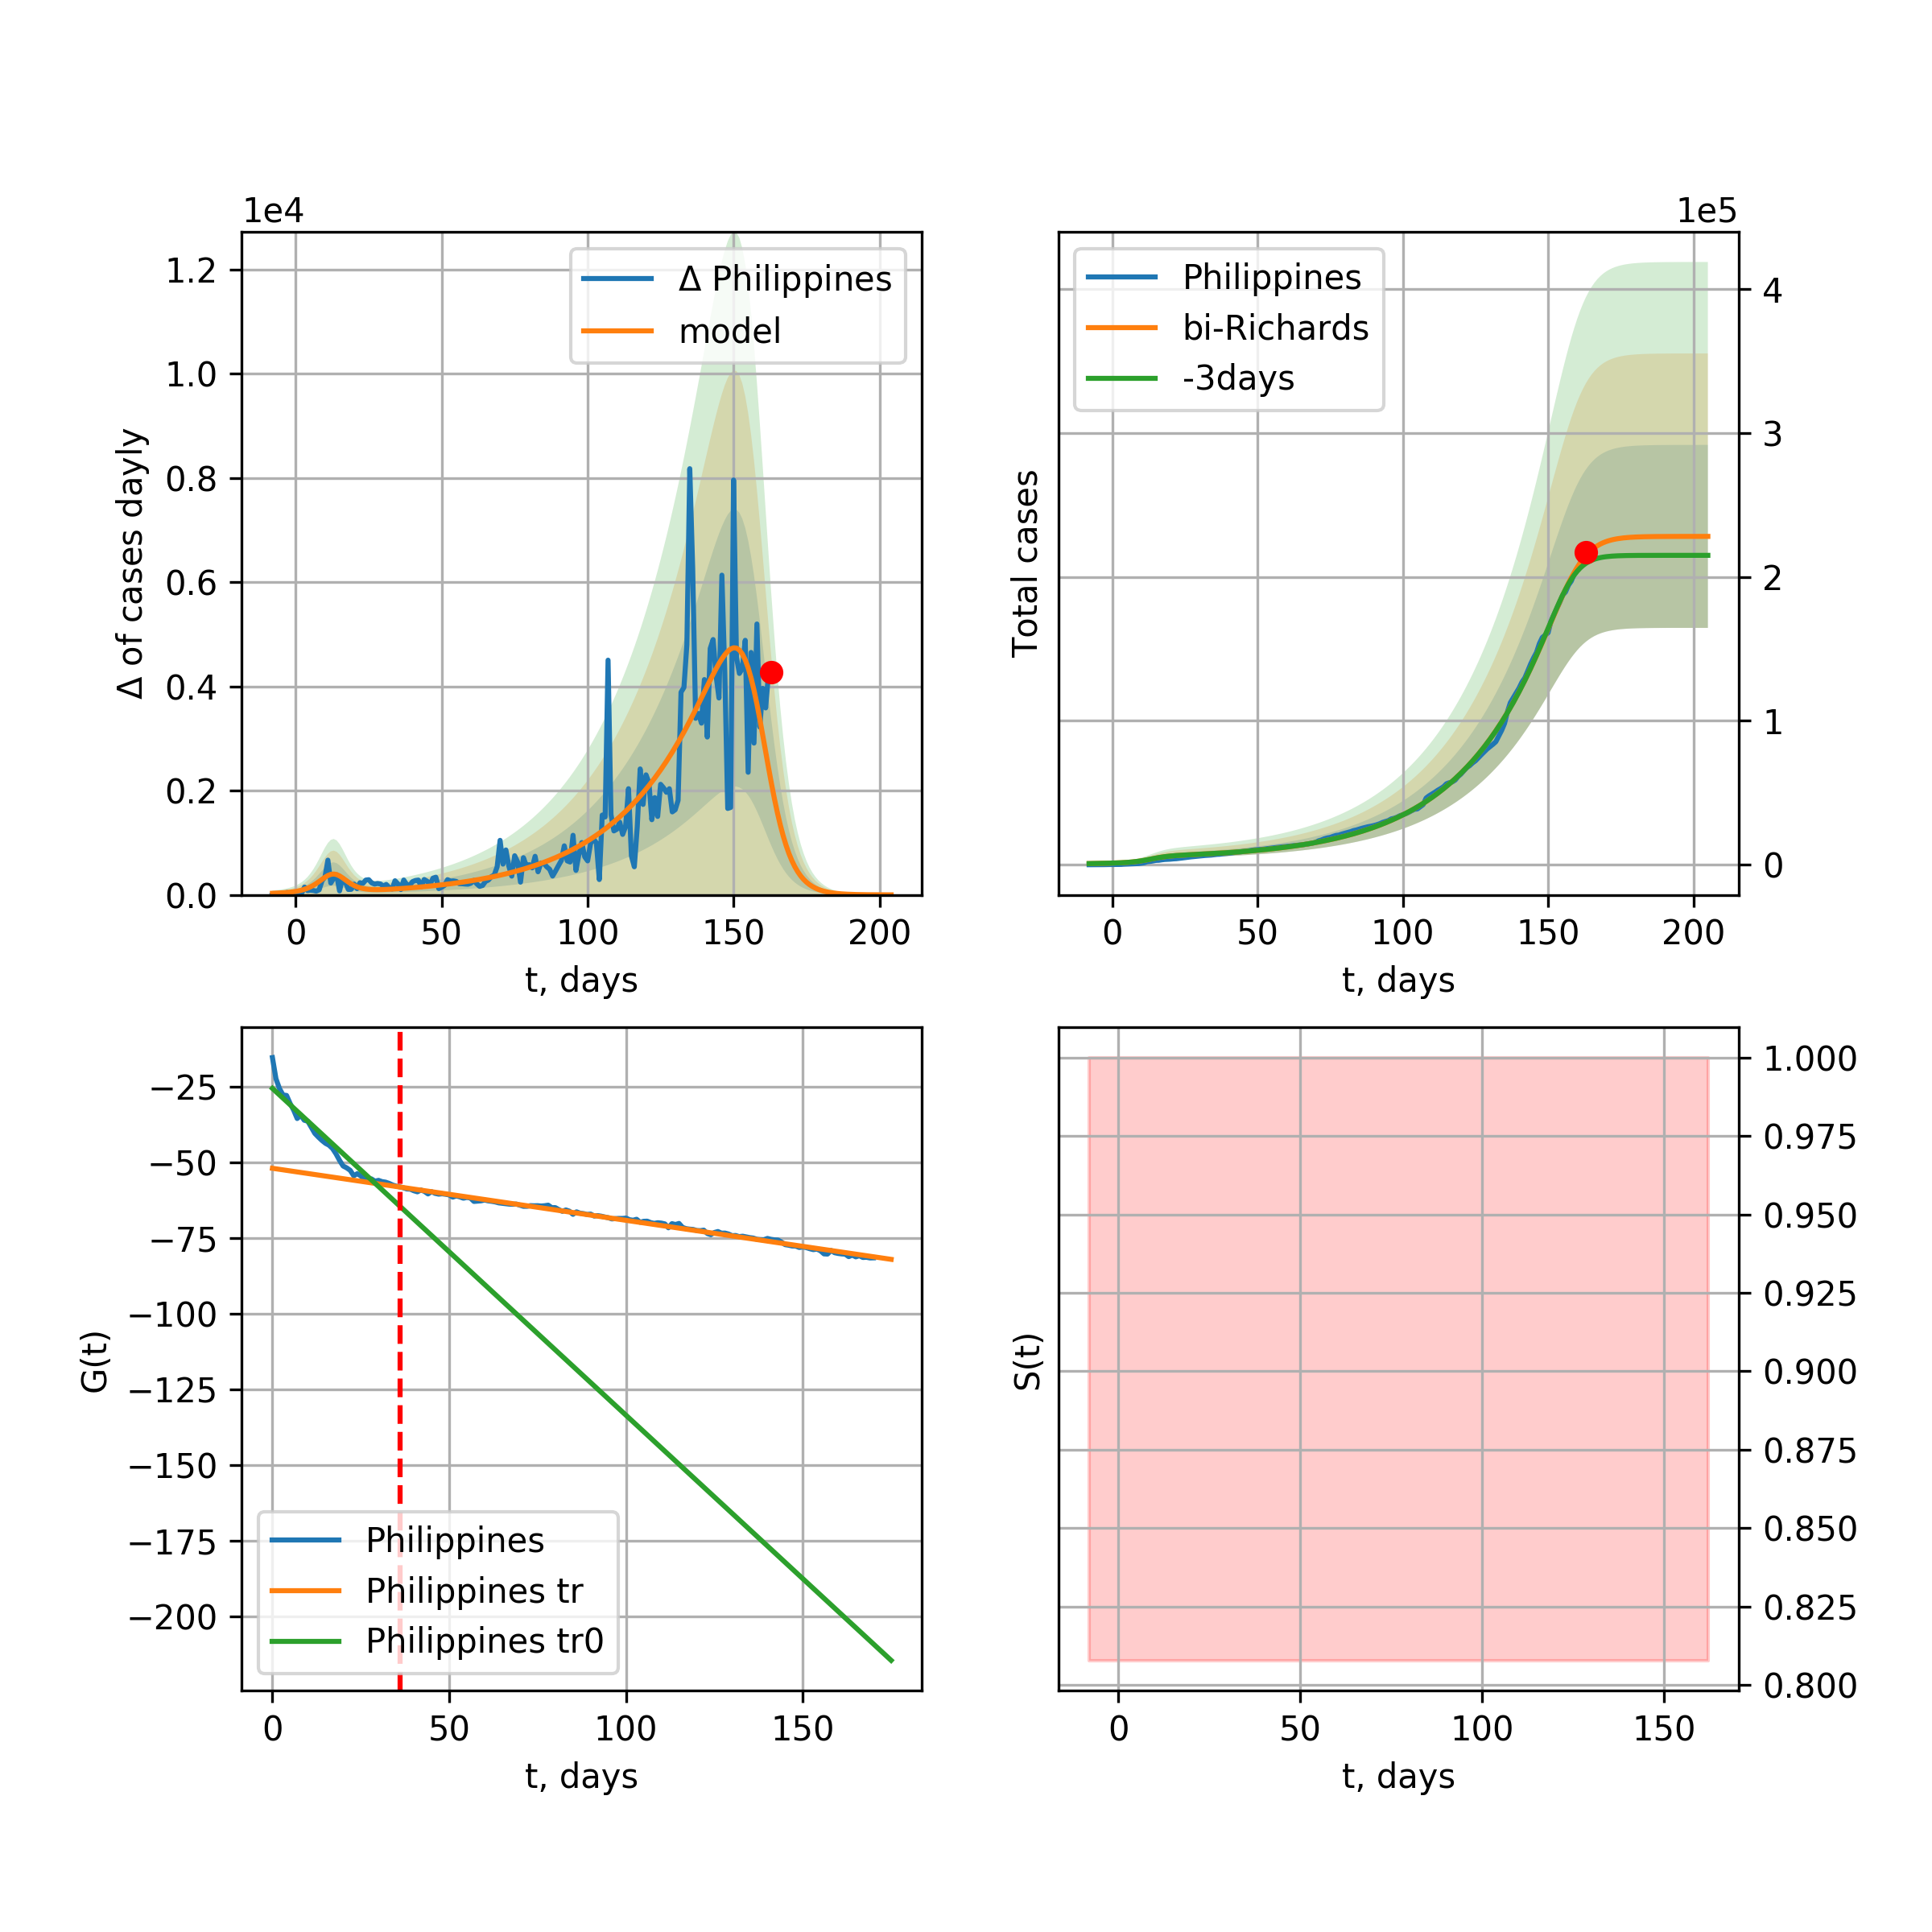 1e4
Δ of cases dayly
1.2
1.0
0.8
0.6
0.4
0.2
0.0
Δ Philippines
model
0 50 100 150 200
t, days
1e5
Total cases
Philippines
bi-Richards
-3days
4
3
2
1
0
0 50 100 150 200
t, days
G(t)
−25
−50
−75
−100
−125
−150
−175
−200
Philippines
Philippines tr
Philippines tr0
0 50 100 150
t, days
S(t)
1.000
0.975
0.950
0.925
0.900
0.875
0.850
0.825
0.800
0 50 100 150
t, days